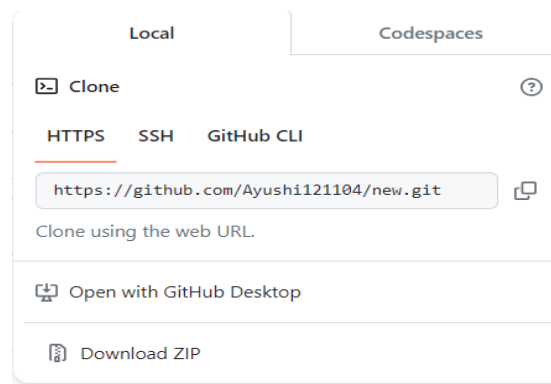 Local Codespaces
Clone
HTTPS SSH GitHub CLI
https://github.com/Ayushi121104/new.git
Clone using the web URL.
Open with GitHub Desktop
Download ZIP